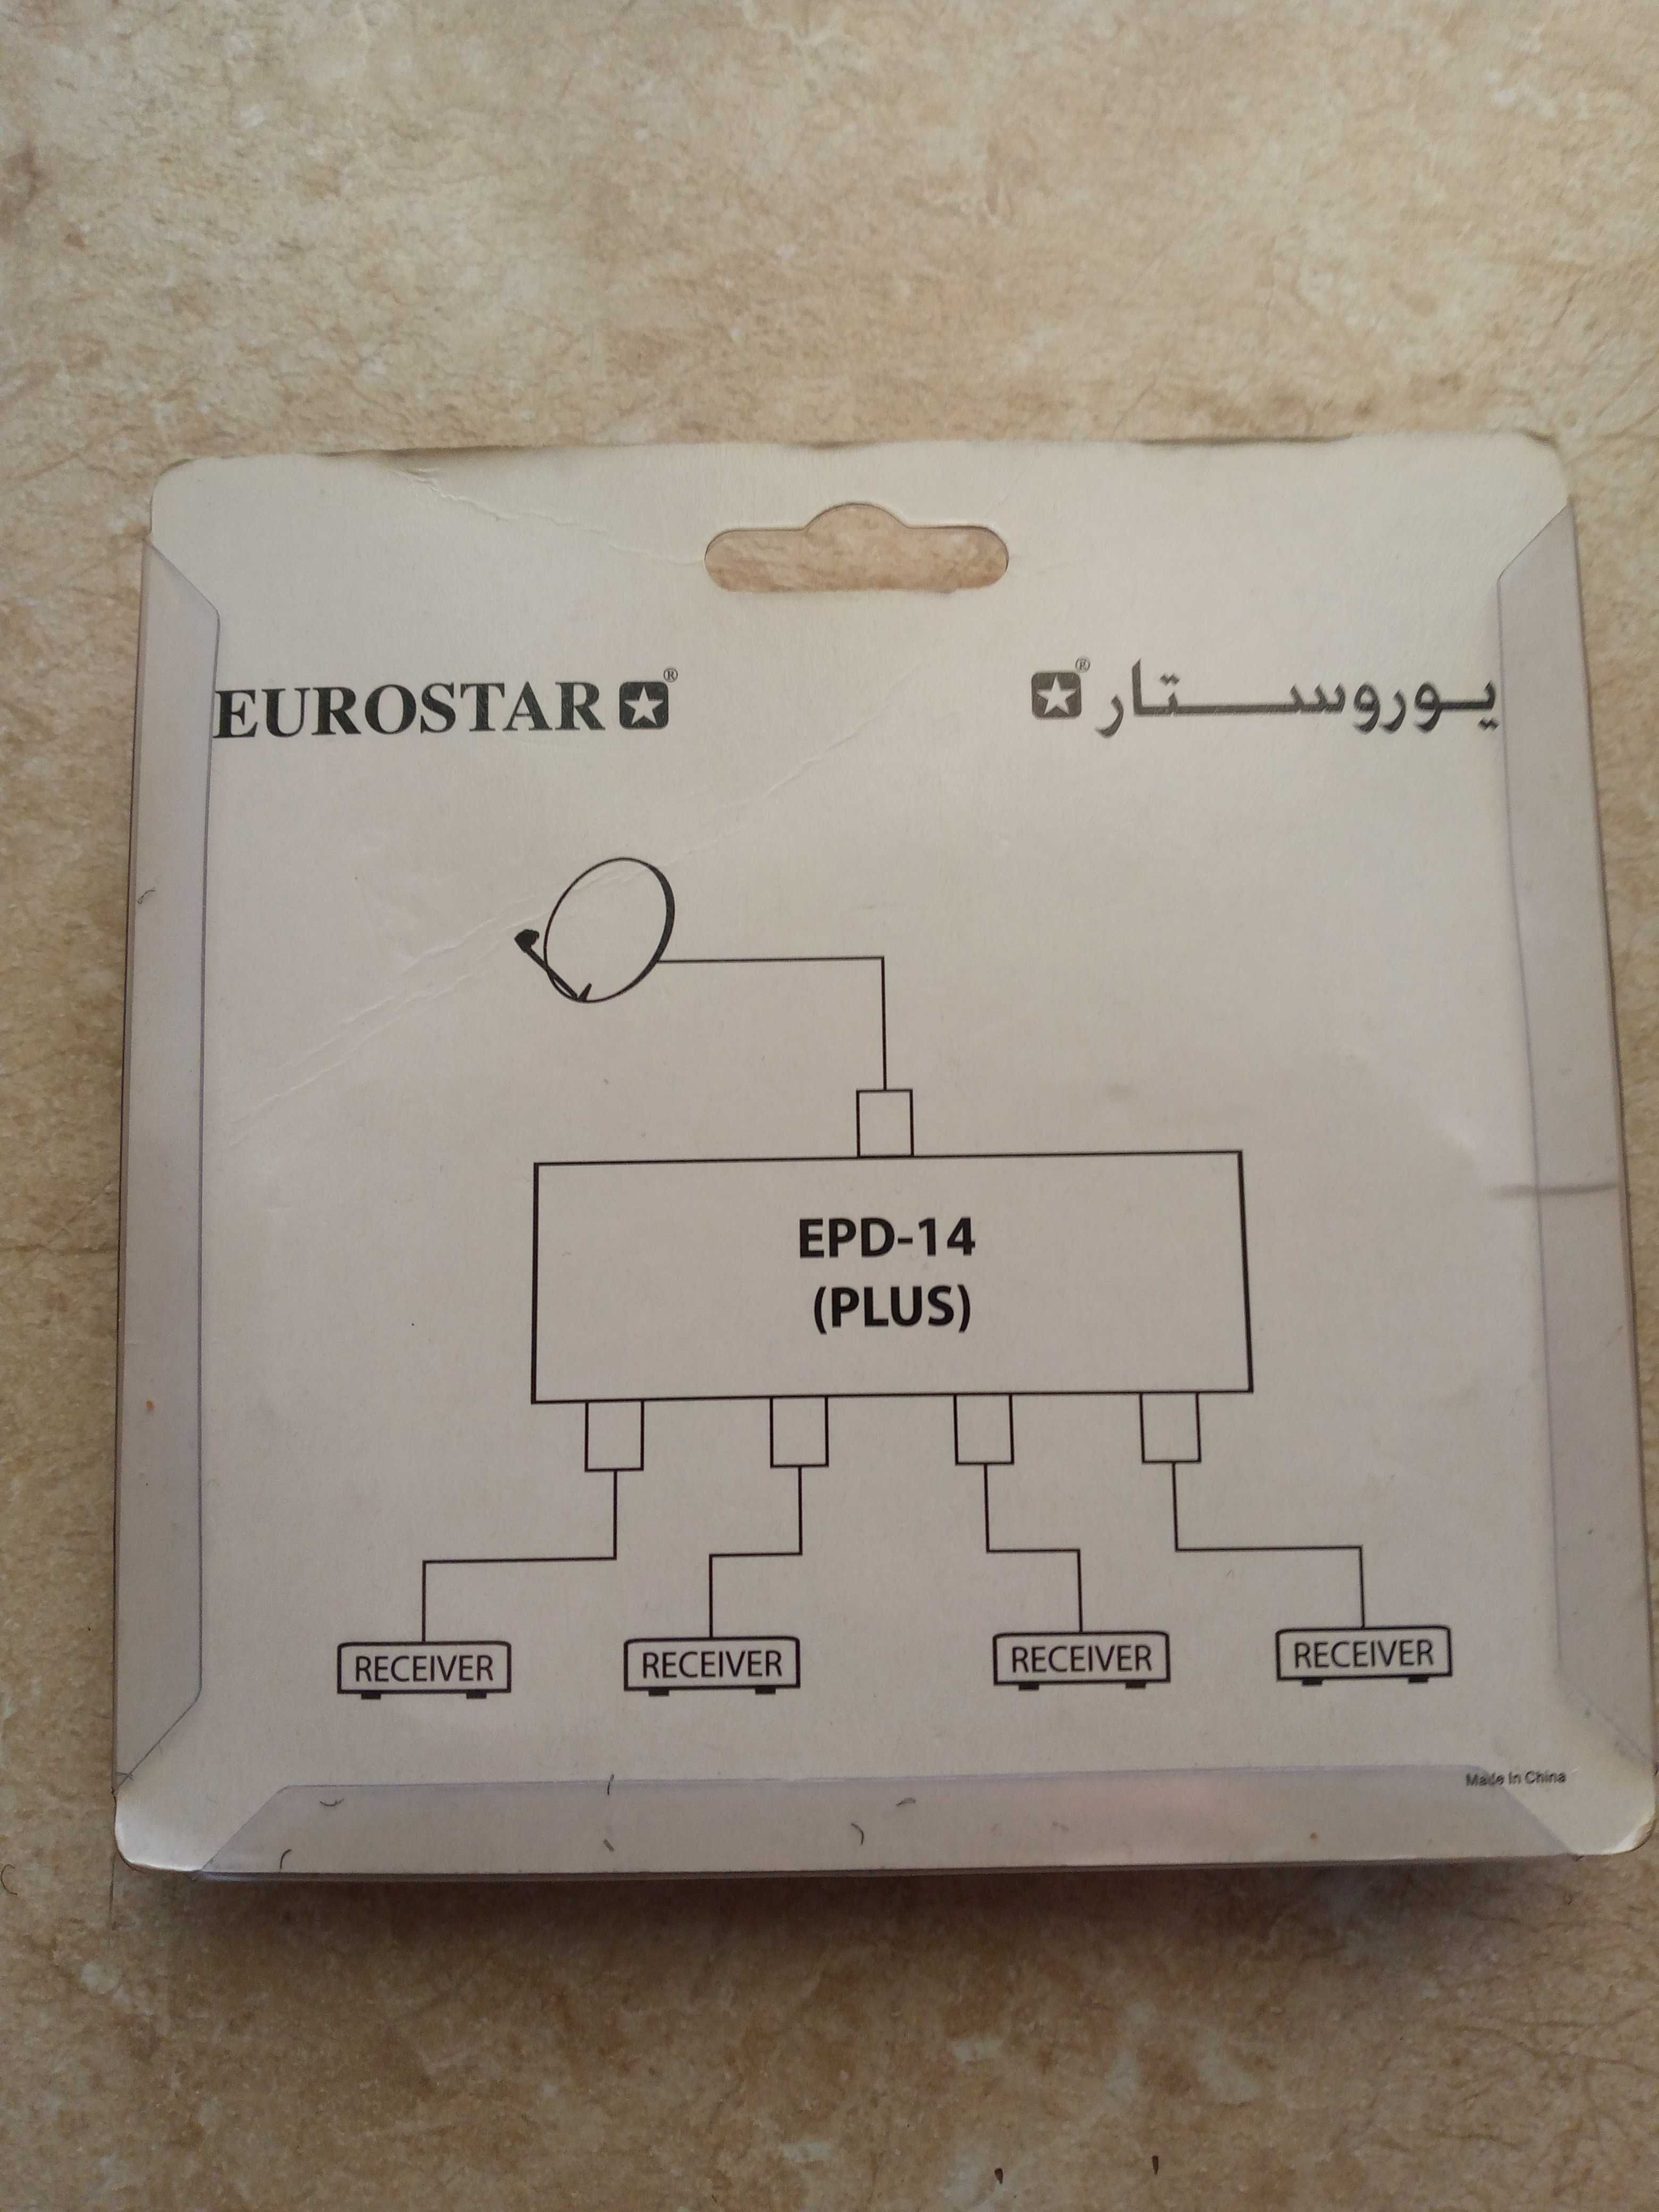 EUROSTAR ®
يوروستار ®
EPD-14
(PLUS)
RECEIVER
RECEIVER
RECEIVER
RECEIVER
Made In China